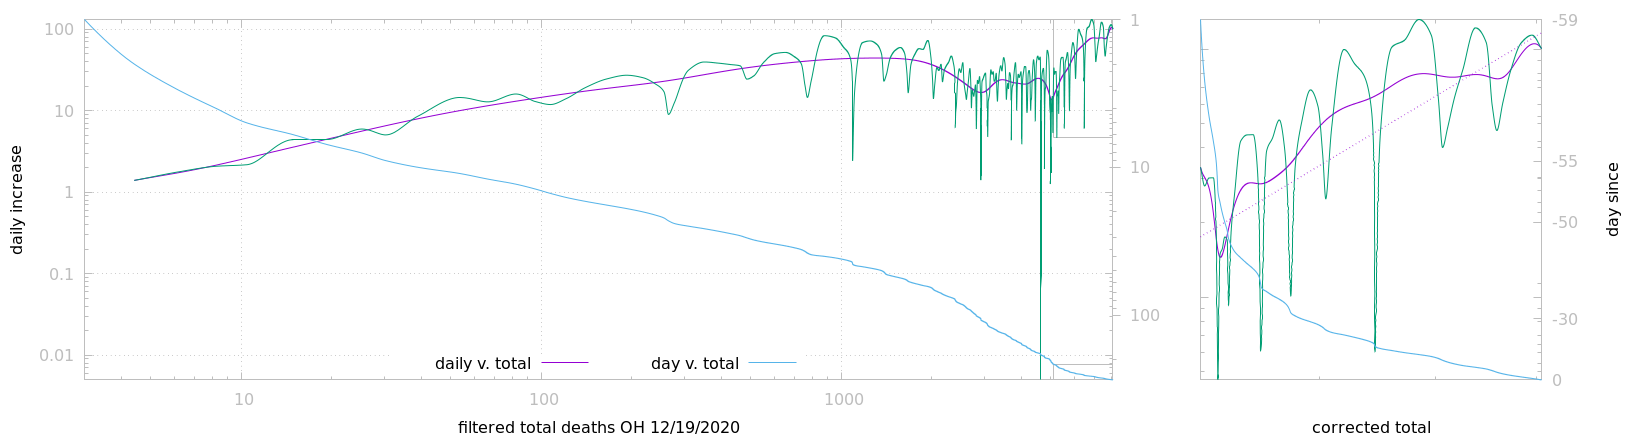 100
10
1
0.1
0.01
daily increase
daily v. total
day v. total
10
100
1000
filtered total deaths OH 12/19/2020
1
10
100
-59
-55
-50
-30
0
day since
corrected total